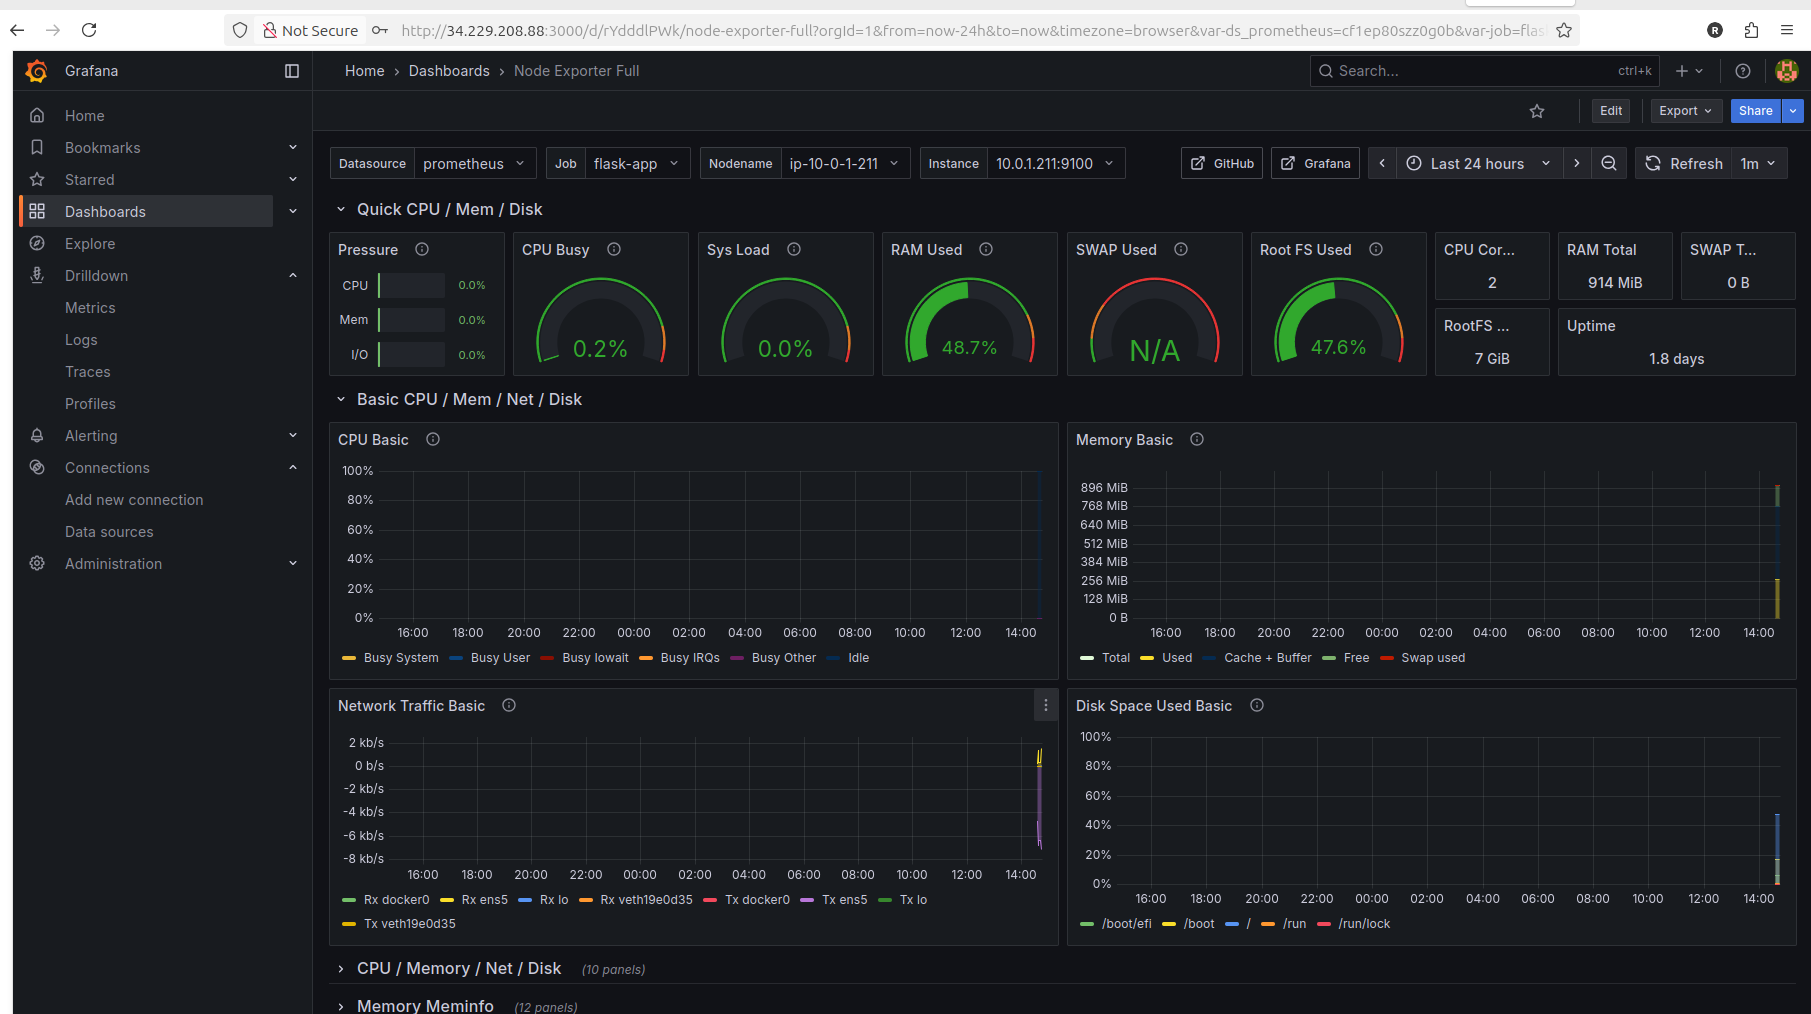 Not Secure http://34.229.208.88:3000/d/rYdddlPWk/node-exporter-full?orgId=1&from=now-24h&to=now&timezone=browser&var-ds_prometheus=cf1ep80szz0g0b&var-job=flas
Grafana
Home › Dashboards › Node Exporter Full
Search... ctrl+k
Edit Export Share
Home
Bookmarks
Starred
Dashboards
Explore
Drilldown
Metrics
Logs
Traces
Profiles
Alerting
Connections
Add new connection
Data sources
Administration
Datasource prometheus Job flask-app Nodename ip-10-0-1-211 Instance 10.0.1.211:9100 GitHub Grafana Last 24 hours Refresh 1m
Quick CPU / Mem / Disk
Pressure
CPU 0.0%
Mem 0.0%
I/O 0.0%
CPU Busy
0.2%
Sys Load
0.0%
RAM Used
48.7%
SWAP Used
N/A
Root FS Used
47.6%
CPU Cor...
2
RAM Total
914 MiB
SWAP T...
0 B
RootFS ...
7 GiB
Uptime
1.8 days
Basic CPU / Mem / Net / Disk
CPU Basic
100%
80%
60%
40%
20%
0%
16:00 18:00 20:00 22:00 00:00 02:00 04:00 06:00 08:00 10:00 12:00 14:00
Busy System Busy User Busy Iowait Busy IRQs Busy Other Idle
Memory Basic
896 MiB
768 MiB
640 MiB
512 MiB
384 MiB
256 MiB
128 MiB
0 B
16:00 18:00 20:00 22:00 00:00 02:00 04:00 06:00 08:00 10:00 12:00 14:00
Total Used Cache + Buffer Free Swap used
Network Traffic Basic
2 kb/s
0 b/s
-2 kb/s
-4 kb/s
-6 kb/s
-8 kb/s
16:00 18:00 20:00 22:00 00:00 02:00 04:00 06:00 08:00 10:00 12:00 14:00
Rx docker0 Rx ens5 Rx lo Rx veth19e0d35 Tx docker0 Tx ens5 Tx lo
Tx veth19e0d35
Disk Space Used Basic
100%
80%
60%
40%
20%
0%
16:00 18:00 20:00 22:00 00:00 02:00 04:00 06:00 08:00 10:00 12:00 14:00
/boot/efi /boot / /run /run/lock
CPU / Memory / Net / Disk (10 panels)
Memory Meminfo (12 panels)